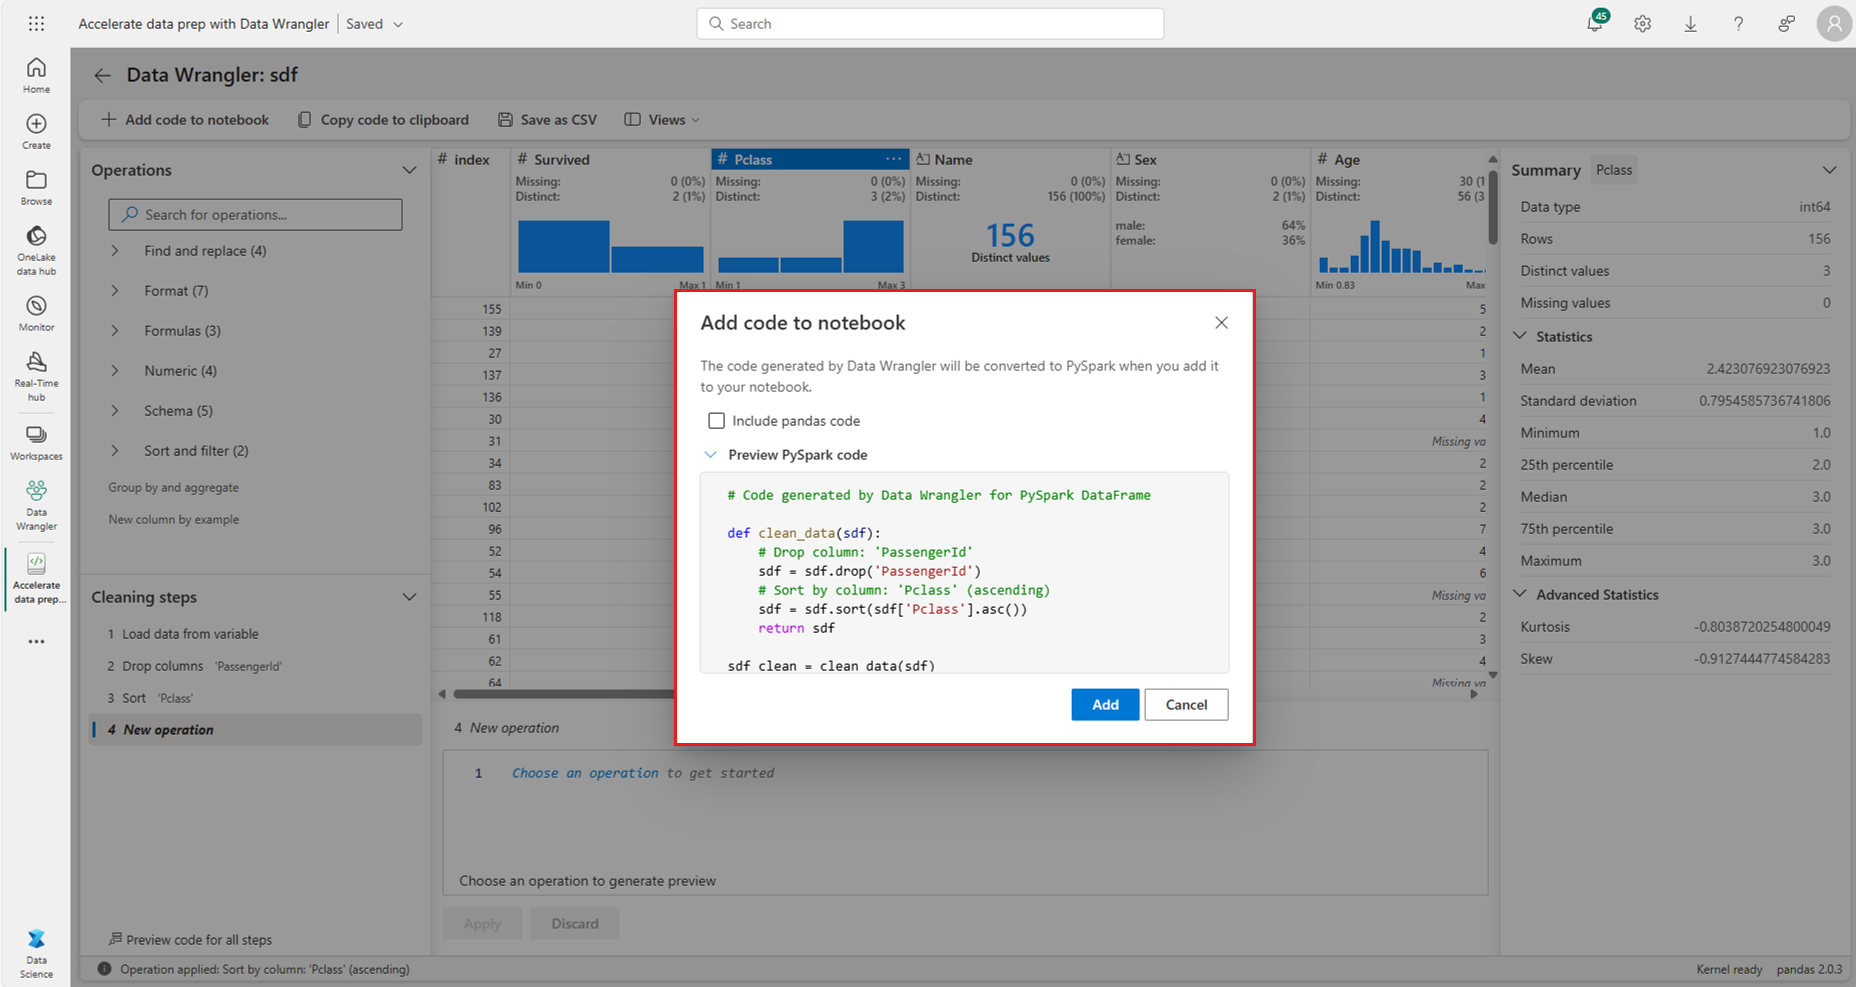 Accelerate data prep with Data Wrangler
Saved
Search
45
Home
Create
Browse
OneLake
data hub
Monitor
Real-Time
hub
Workspaces
Data
Wrangler
Accelerate
data prep...
Data
Science
Data Wrangler: sdf
Add code to notebook
Copy code to clipboard
Save as CSV
Views
Operations
Search for operations...
Find and replace (4)
Format (7)
Formulas (3)
Numeric (4)
Schema (5)
Sort and filter (2)
Group by and aggregate
New column by example
Cleaning steps
1 Load data from variable
2 Drop columns 'PassengerId'
3 Sort 'Pclass'
4 New operation
Preview code for all steps
# index
# Survived
Missing: 0 (0%)
Distinct: 2 (1%)
Min 0 Max 1
# Pclass ...
Missing: 0 (0%)
Distinct: 3 (2%)
Min 1 Max 3
Name
Missing: 0 (0%)
Distinct: 156 (100%)
156
Distinct values
Sex
Missing: 0 (0%)
Distinct: 2 (1%)
male: 64%
female: 36%
# Age
Missing: 30 (1
Distinct: 56 (3
Min 0.83 Max
155
139
27
137
136
30
31
34
83
102
96
52
54
55
118
61
62
64
5
2
1
3
1
4
Missing va
2
2
2
7
4
6
Missing va
2
3
4
Missing va
Add code to notebook
The code generated by Data Wrangler will be converted to PySpark when you add it
to your notebook.
Include pandas code
Preview PySpark code
# Code generated by Data Wrangler for PySpark DataFrame
def clean_data(sdf):
# Drop column: 'PassengerId'
sdf = sdf.drop('PassengerId')
# Sort by column: 'Pclass' (ascending)
sdf = sdf.sort(sdf['Pclass'].asc())
return sdf
sdf_clean = clean_data(sdf)
Add
Cancel
4 New operation
1 Choose an operation to get started
Choose an operation to generate preview
Apply
Discard
Summary Pclass
Data type int64
Rows 156
Distinct values 3
Missing values 0
Statistics
Mean 2.423076923076923
Standard deviation 0.7954585736741806
Minimum 1.0
25th percentile 2.0
Median 3.0
75th percentile 3.0
Maximum 3.0
Advanced Statistics
Kurtosis -0.8038720254800049
Skew -0.9127444774584283
Operation applied: Sort by column: 'Pclass' (ascending)
Kernel ready pandas 2.0.3